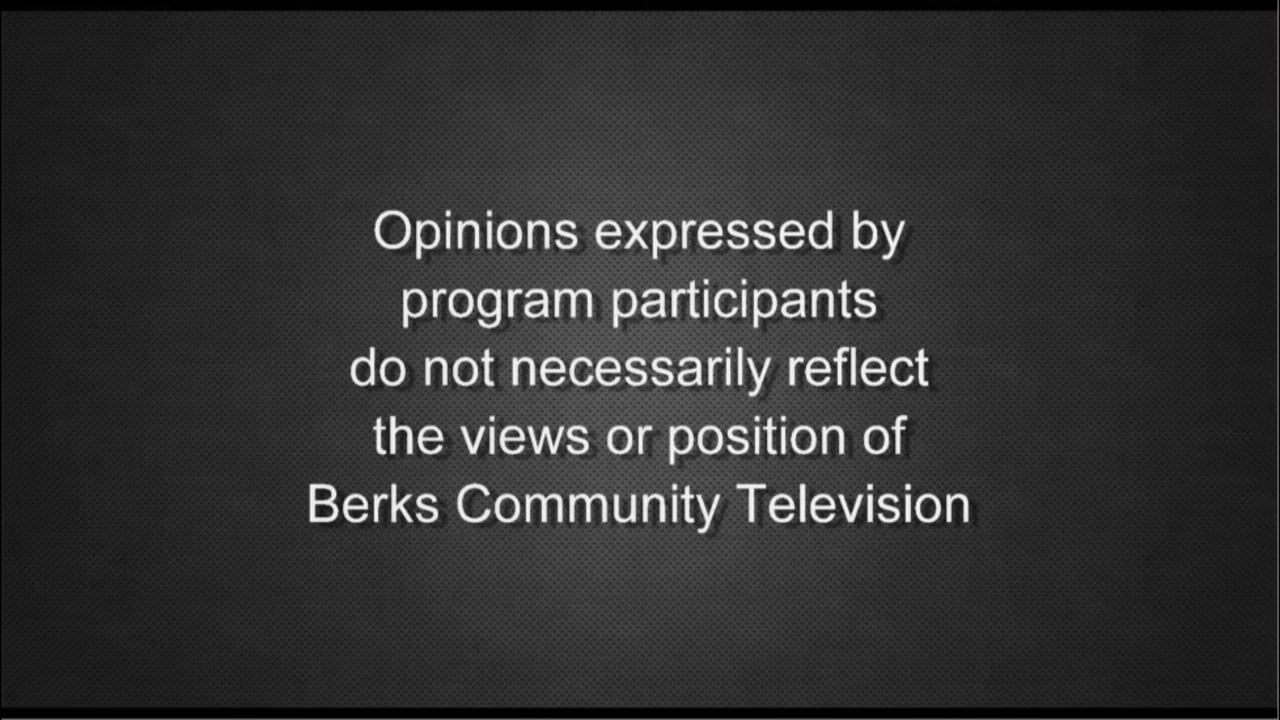 Opinions expressed by
program participants
do not necessarily reflect
the views or position of
Berks Community Television